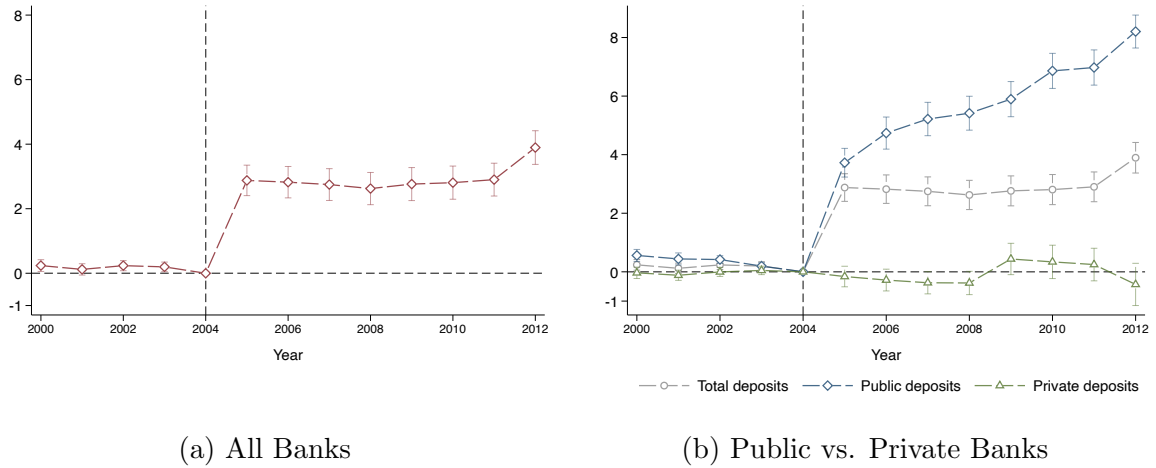 8
6
4
2
0
-1
2000 2002 2004 2006 2008 2010 2012
Year
(a) All Banks
8
6
4
2
0
-1
2000 2002 2004 2006 2008 2010 2012
Year
Total deposits Public deposits Private deposits
(b) Public vs. Private Banks